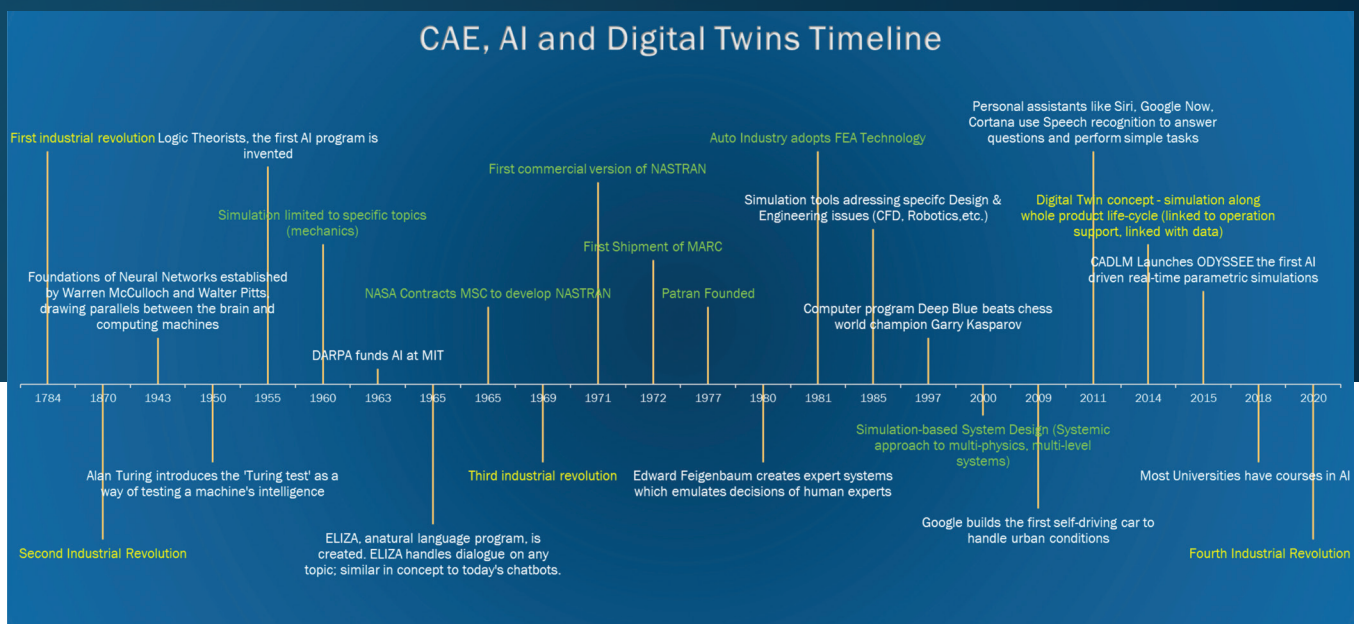 CAE, AI and Digital Twins Timeline
First industrial revolution
Logic Theorists, the first AI program is
invented
Simulation limited to specific topics
(mechanics)
Foundations of Neural Networks established
by Warren McCulloch and Walter Pitts,
drawing parallels between the brain and
computing machines
DARPA funds AI at MIT
NASA Contracts MSC to develop NASTRAN
First commercial version of NASTRAN
First Shipment of MARC
Patran Founded
Auto Industry adopts FEA Technology
Simulation tools adressing specifc Design &
Engineering issues (CFD, Robotics,etc.)
Computer program Deep Blue beats chess
world champion Garry Kasparov
Personal assistants like Siri, Google Now,
Cortana use Speech recognition to answer
questions and perform simple tasks
Digital Twin concept - simulation along
whole product life-cycle (linked to operation
support, linked with data)
CADLM Launches ODYSSEE the first AI
driven real-time parametric simulations
1784 1870 1943 1950 1955 1960 1963 1965 1965 1969 1971 1972 1977 1980 1981 1985 1997 2000 2009 2011 2014 2015 2018 2020
Second Industrial Revolution
Alan Turing introduces the 'Turing test' as a
way of testing a machine's intelligence
ELIZA, anatural language program, is
created. ELIZA handles dialogue on any
topic; similar in concept to today's chatbots.
Third industrial revolution
Edward Feigenbaum creates expert systems
which emulates decisions of human experts
Simulation-based System Design (Systemic
approach to multi-physics, multi-level
systems)
Google builds the first self-driving car to
handle urban conditions
Most Universities have courses in AI
Fourth Industrial Revolution